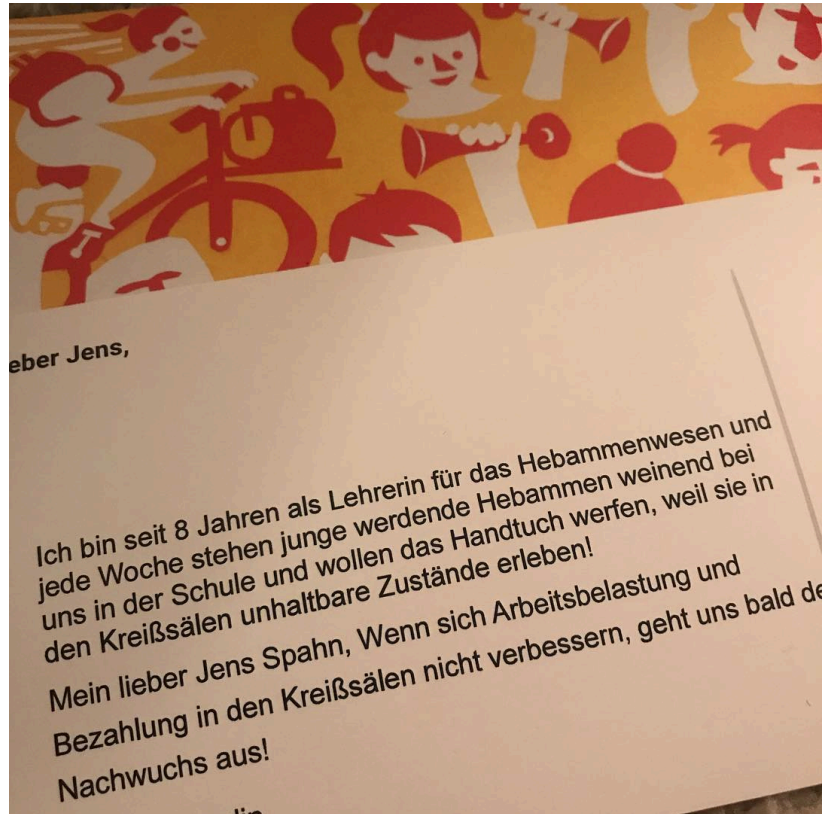 eber Jens,
Ich bin seit 8 Jahren als Lehrerin für das Hebammenwesen und
jede Woche stehen junge werdende Hebammen weinend bei
uns in der Schule und wollen das Handtuch werfen, weil sie in
den Kreißsälen unhaltbare Zustände erleben!
Mein lieber Jens Spahn, Wenn sich Arbeitsbelastung und
Bezahlung in den Kreißsälen nicht verbessern, geht uns bald de
Nachwuchs aus!